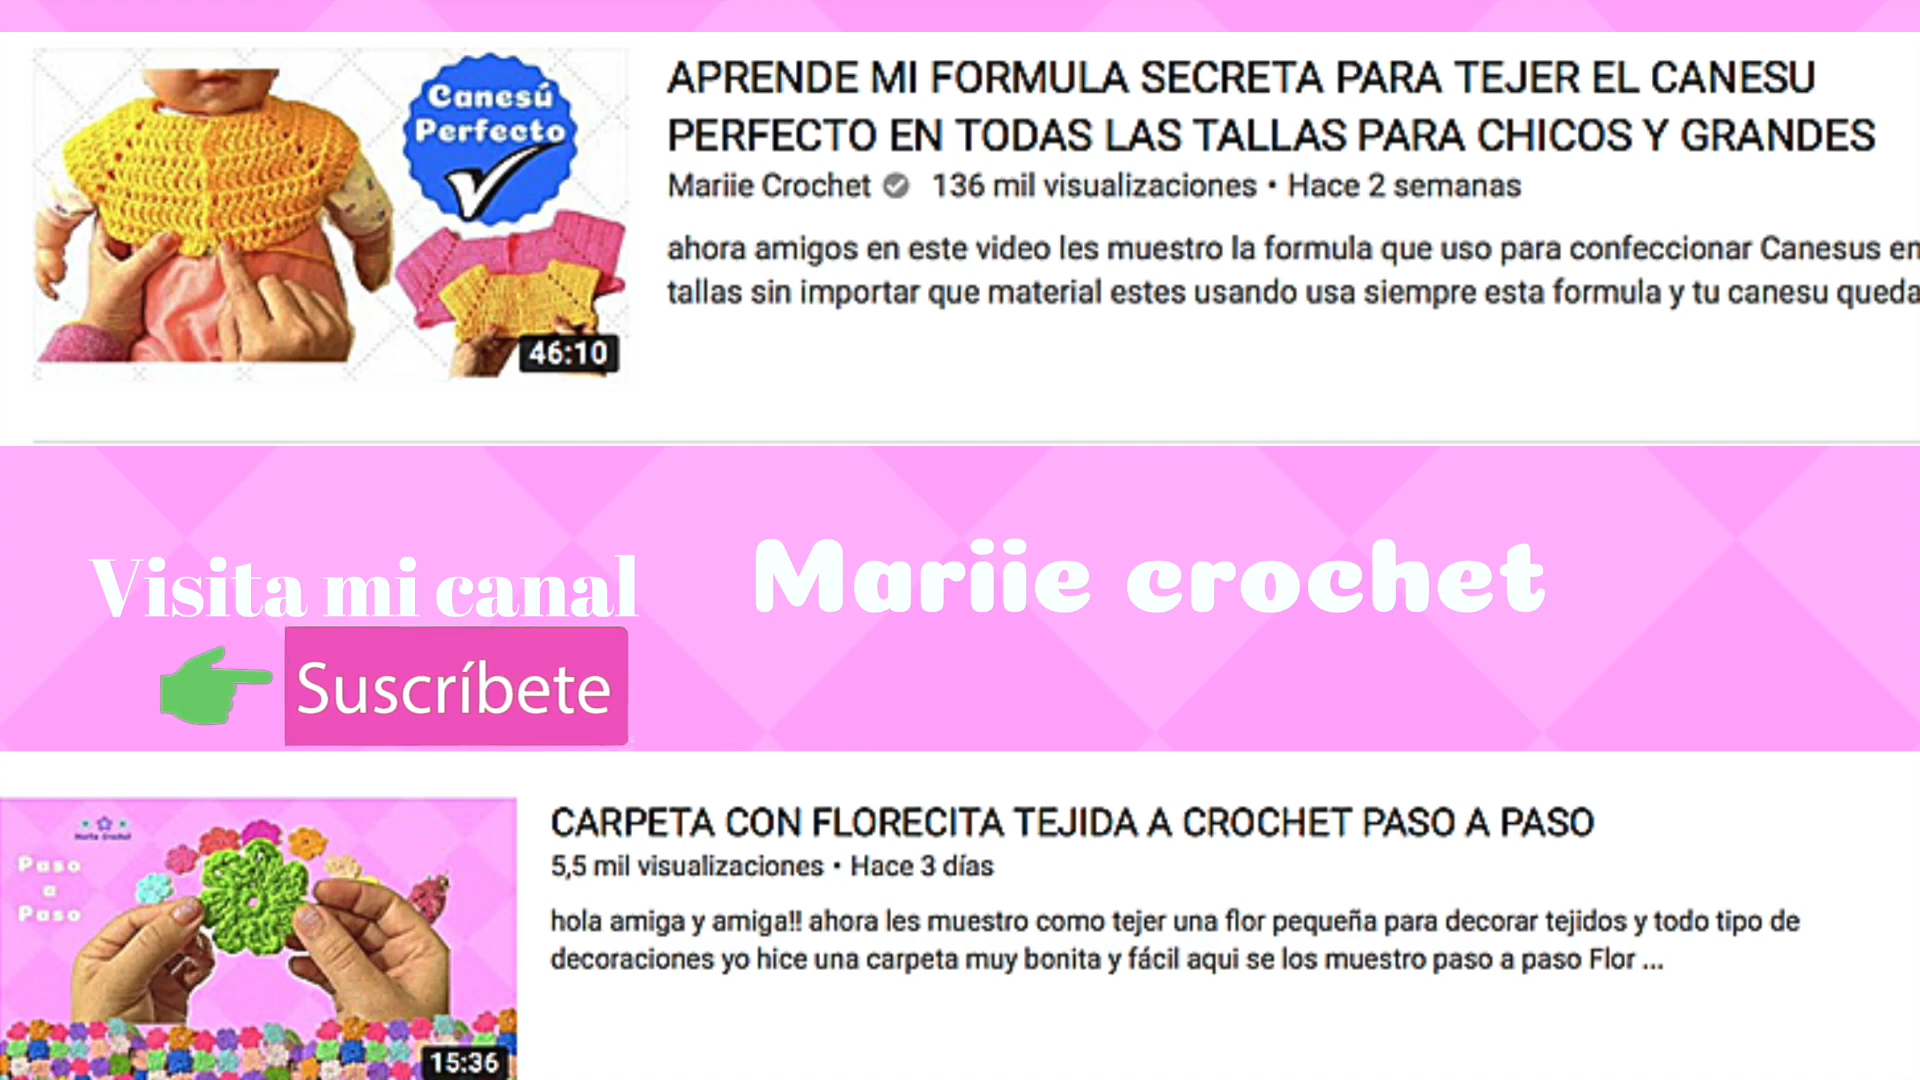 Canesú
Perfecto
46:10
APRENDE MI FORMULA SECRETA PARA TEJER EL CANESU
PERFECTO EN TODAS LAS TALLAS PARA CHICOS Y GRANDES
Mariie Crochet 136 mil visualizaciones • Hace 2 semanas
ahora amigos en este video les muestro la formula que uso para confeccionar Canesus en
tallas sin importar que material estes usando usa siempre esta formula y tu canesu queda
Visita mi canal
Mariie crochet
Suscríbete
Paso
a
Paso
15:36
CARPETA CON FLORECITA TEJIDA A CROCHET PASO A PASO
5,5 mil visualizaciones • Hace 3 días
hola amiga y amiga!! ahora les muestro como tejer una flor pequeña para decorar tejidos y todo tipo de
decoraciones yo hice una carpeta muy bonita y fácil aqui se los muestro paso a paso Flor ...